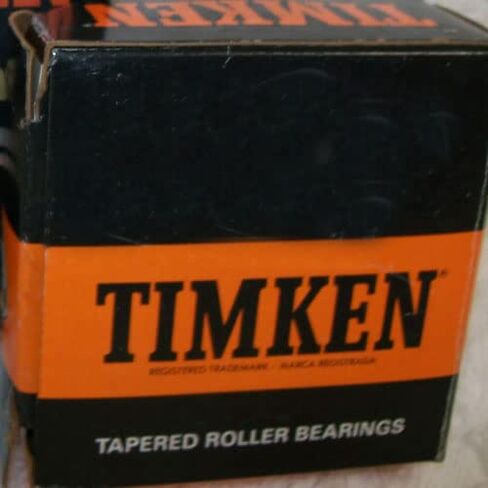 TIMKEN
TIMKEN®
REGISTERED TRADEMARK - MARCA REGISTRADA
TAPERED ROLLER BEARINGS